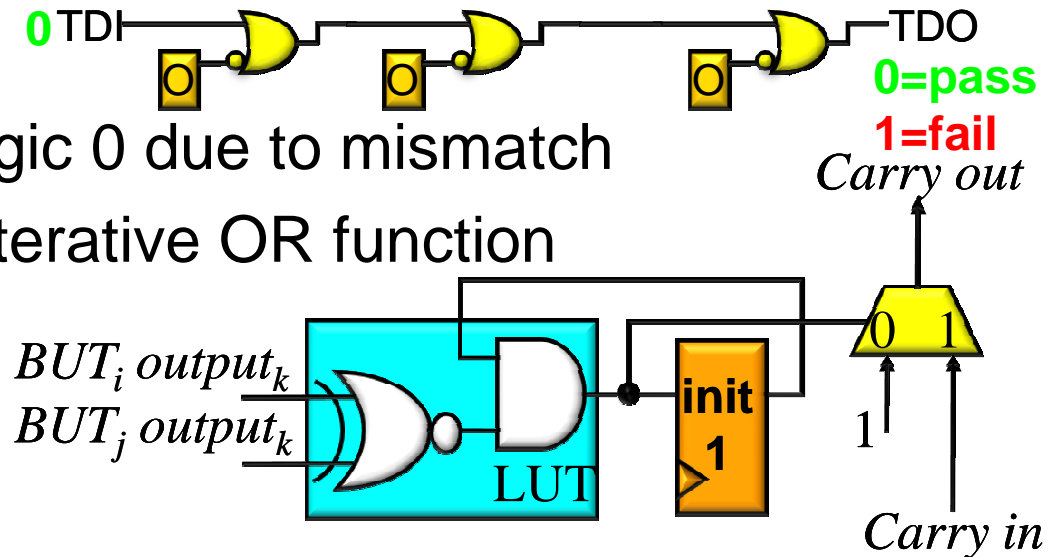 0 TDI TDO
O O O
0=pass
1=fail
gic 0 due to mismatch
Carry out
terative OR function
0 1
BUTi outputk
init
1
BUTj outputk
1
LUT
Carry in